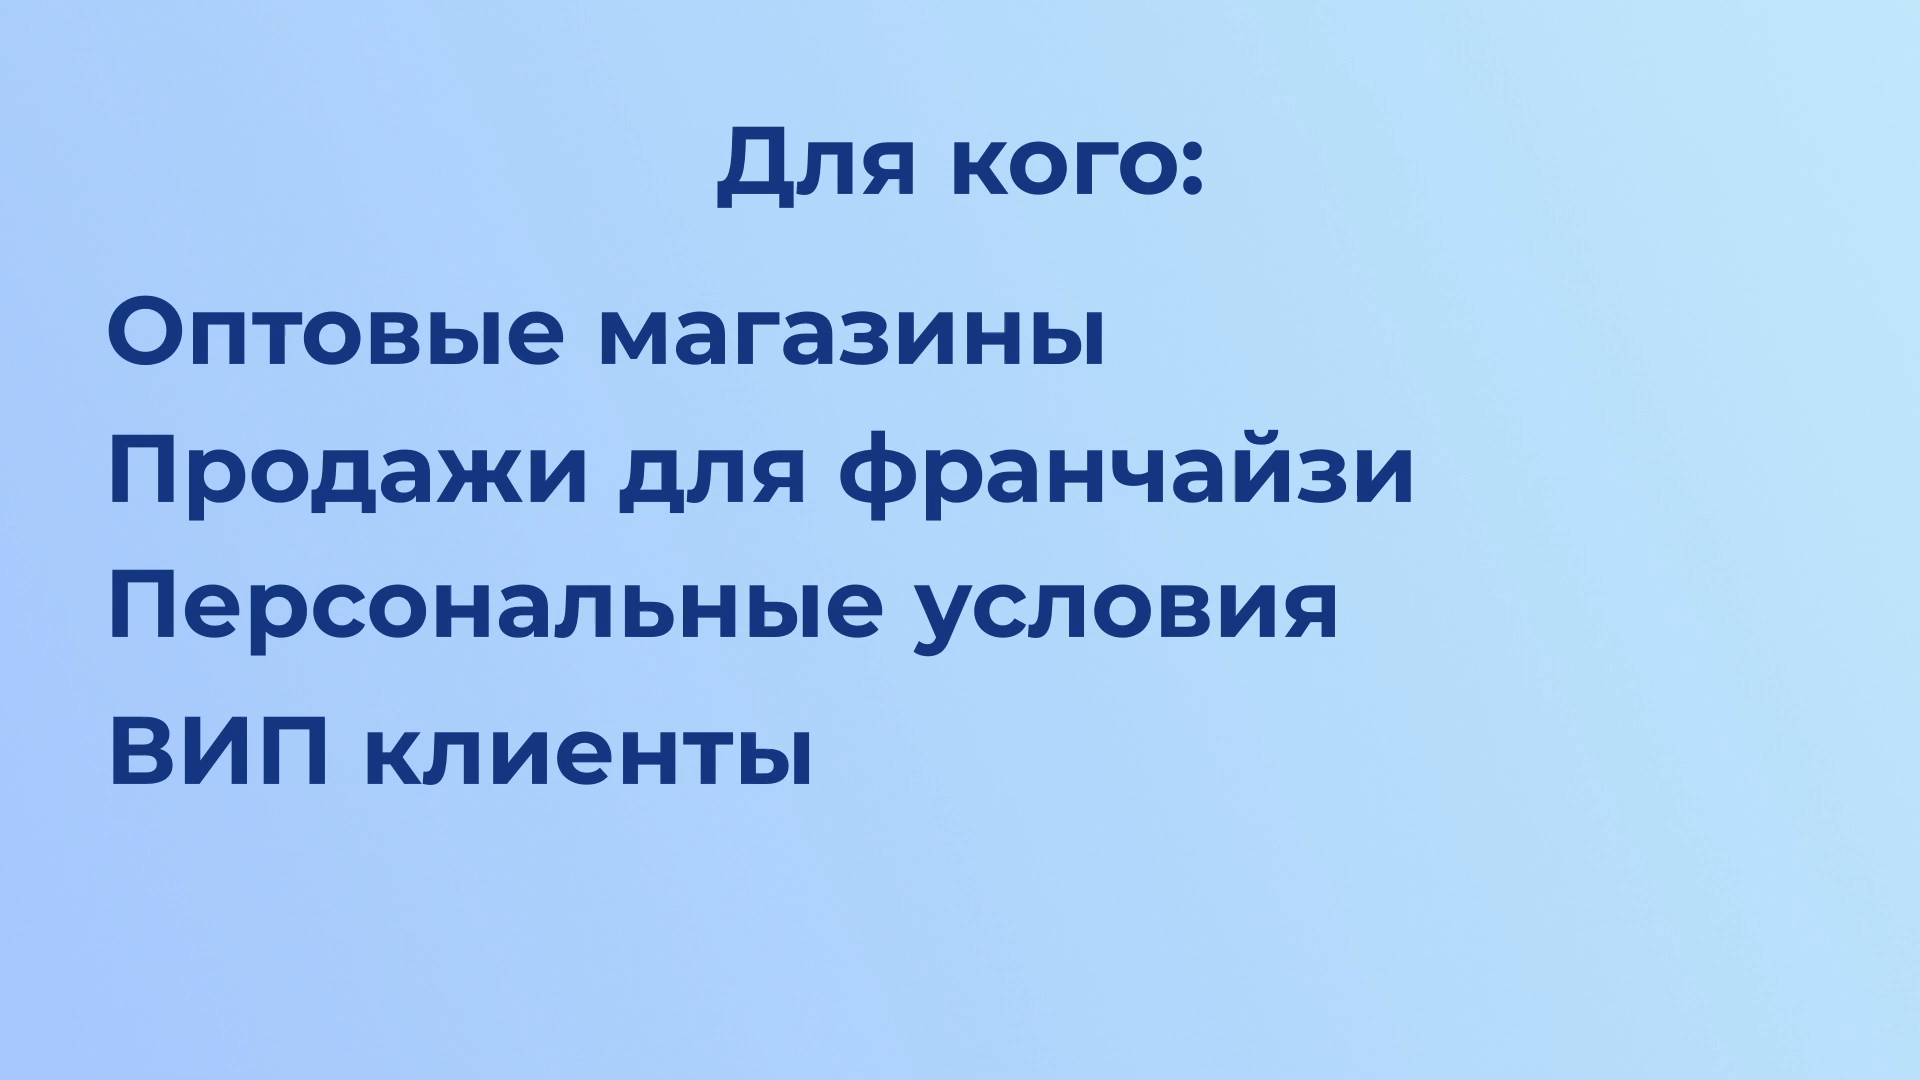 Для кого:
Оптовые магазины
Продажи для франчайзи
Персональные условия
ВИП клиенты